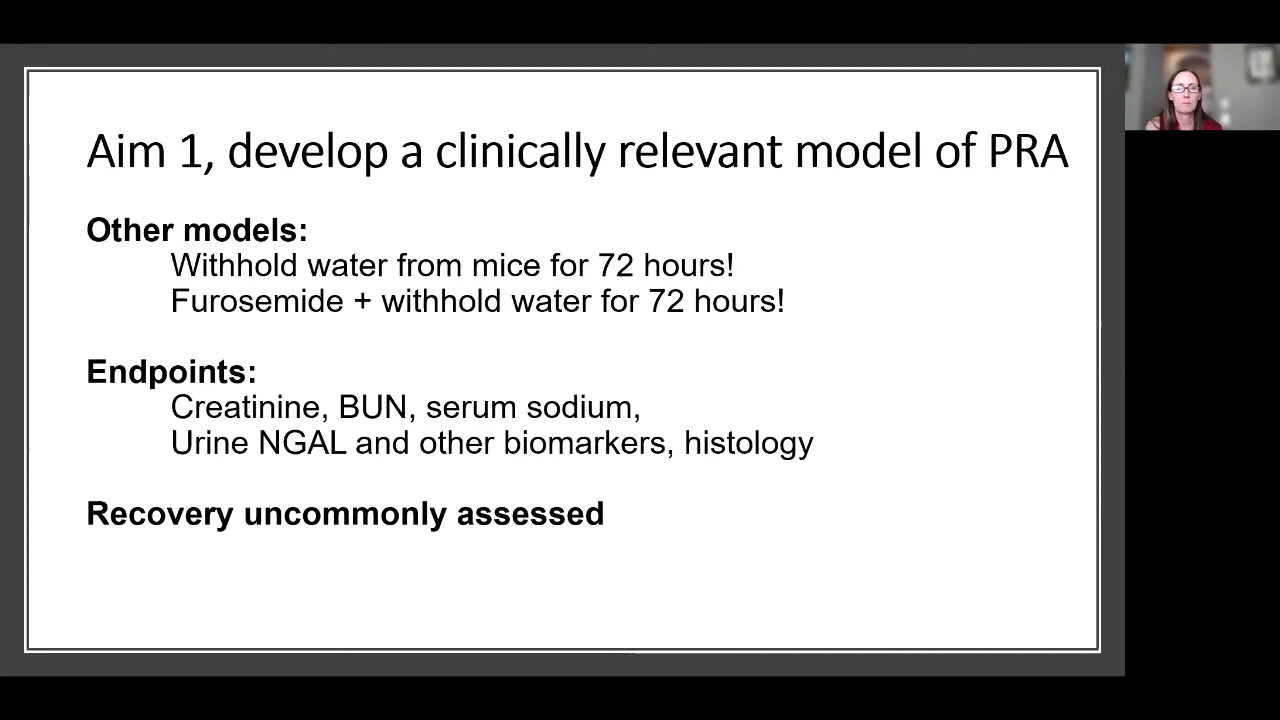 Aim 1, develop a clinically relevant model of PRA
Other models:
Withhold water from mice for 72 hours!
Furosemide + withhold water for 72 hours!
Endpoints:
Creatinine, BUN, serum sodium,
Urine NGAL and other biomarkers, histology
Recovery uncommonly assessed